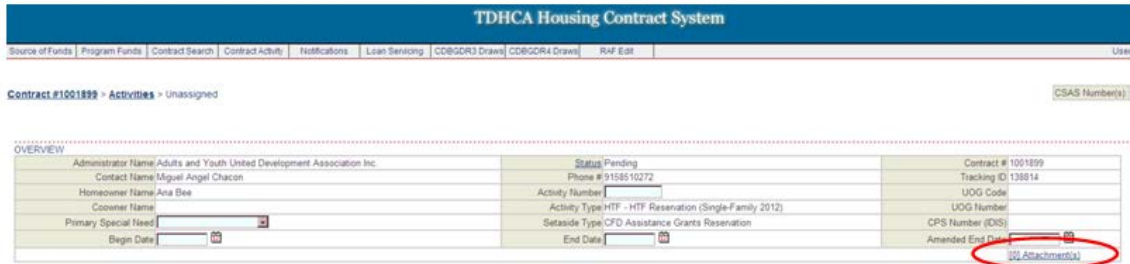 TDHCA Housing Contract System
Source of Funds Program Funds Contract Search Contract Activity Notifications Loan Servicing CDBGDR3 Draws CDBGDR4 Draws RAF Edit User
Contract #1001899 > Activities > Unassigned CSAS Number(s):
OVERVIEW
Administrator Name Adults and Youth United Development Association Inc. Status Pending Contract # 1001899
Contact Name Miguel Angel Chacon Phone # 9158510272 Tracking ID 138814
Homeowner Name Ana Bee Activity Number UOG Code
Coowner Name Activity Type HTF - HTF Reservation (Single-Family 2012) UOG Number
Primary Special Need Setaside Type CFD Assistance Grants Reservation CPS Number (IDIS)
Begin Date End Date Amended End Date
[0] Attachment(s)